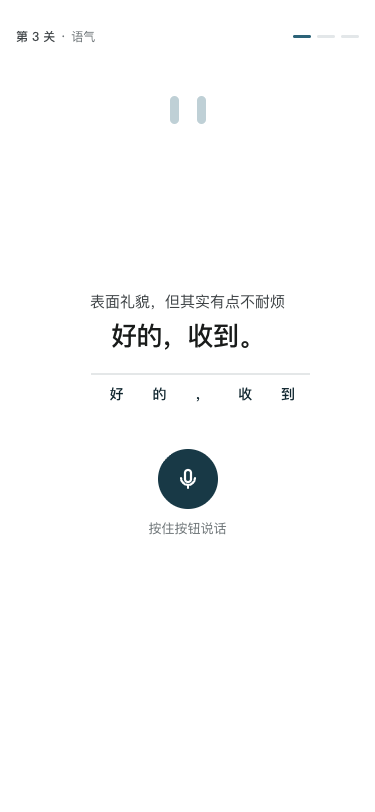 第 3 关 · 语气
表面礼貌，但其实有点不耐烦
好的，收到。
好 的 ， 收 到
按住按钮说话